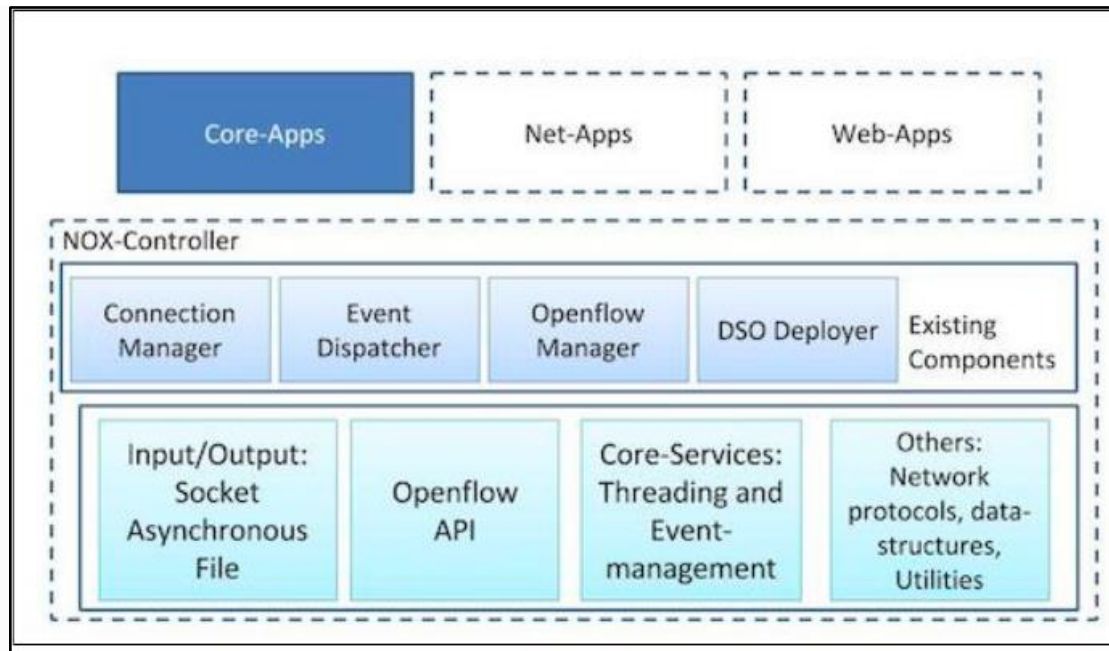 Core-Apps
Net-Apps
Web-Apps
NOX-Controller
Connection
Manager
Event
Dispatcher
Openflow
Manager
DSO Deployer
Existing
Components
Input/Output:
Socket
Asynchronous
File
Openflow
API
Core-Services:
Threading and
Event-
management
Others:
Network
protocols, data-
structures,
Utilities